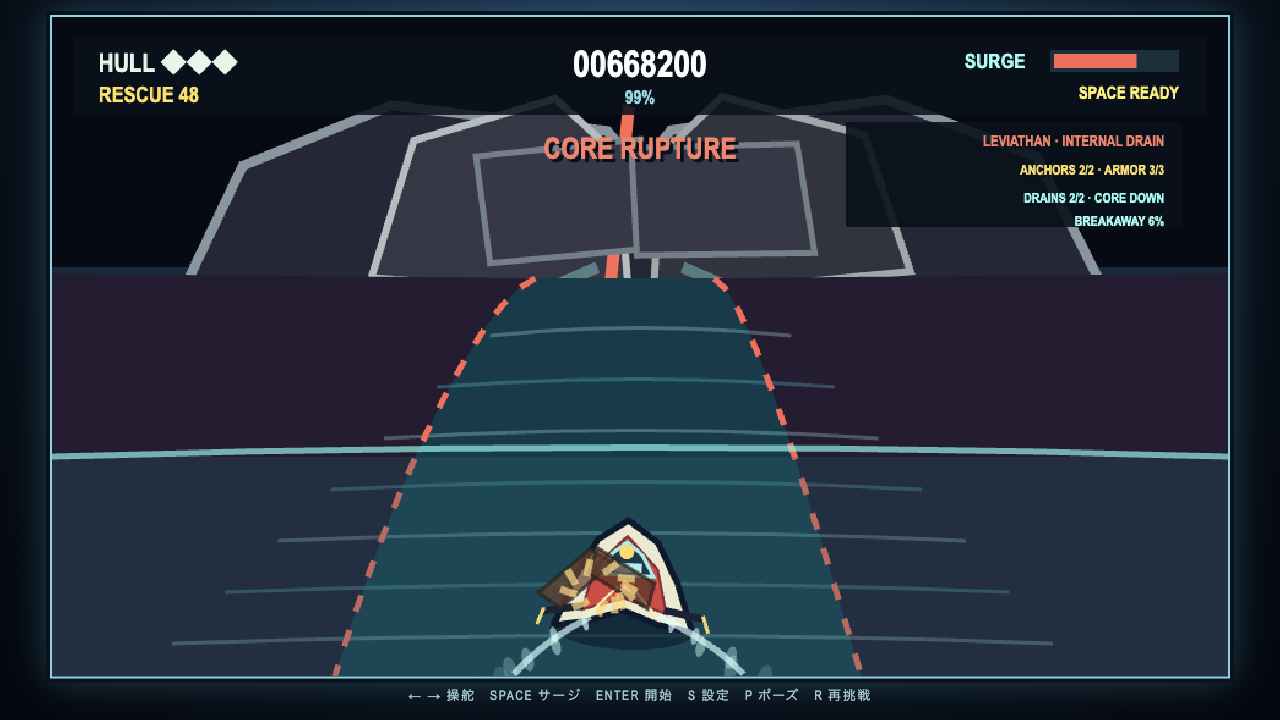 HULL
RESCUE 48
00668200
99%
SURGE
SPACE READY
CORE RUPTURE
LEVIATHAN · INTERNAL DRAIN
ANCHORS 2/2 · ARMOR 3/3
DRAINS 2/2 · CORE DOWN
BREAKAWAY 6%
← → 操舵 SPACE サージ ENTER 開始 S 設定 P ポーズ R 再挑戦